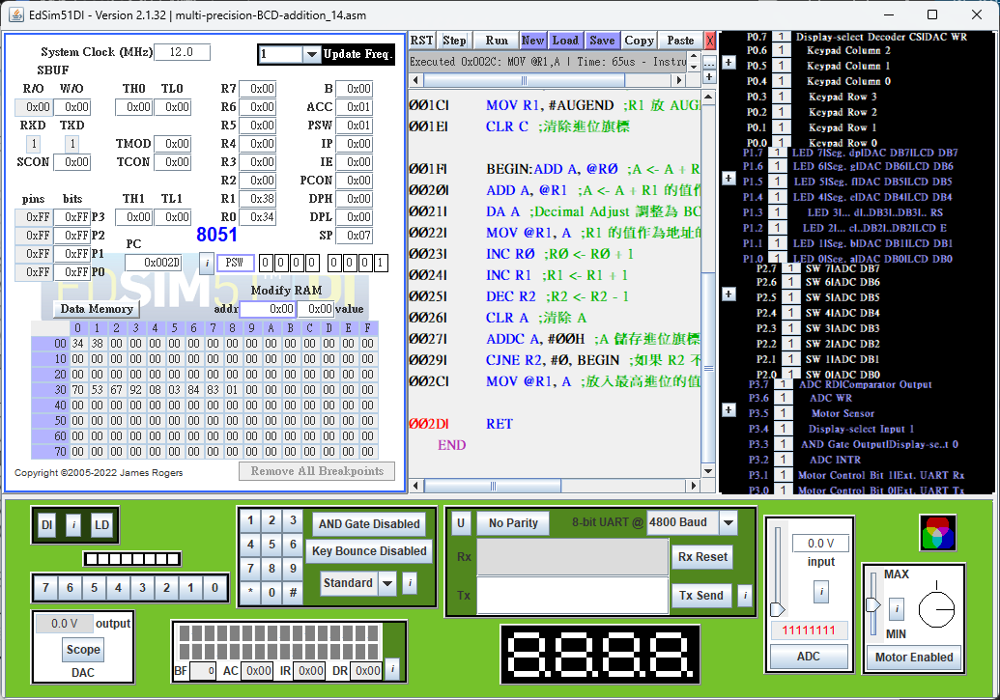 EdSim51DI - Version 2.1.32 | multi-precision-BCD-addition_14.asm
System Clock (MHz) 12.0
1 Update Freq.
SBUF
R/O W/O TH0 TL0 R7 0x00 B 0x00
0x00 0x00 0x00 0x00 R6 0x00 ACC 0x01
RXD TXD R5 0x00 PSW 0x01
1 1 TMOD 0x00 R4 0x00 IP 0x00
SCON 0x00 TCON 0x00 R3 0x00 IE 0x00
R2 0x00 PCON 0x00
pins bits TH1 TL1 R1 0x38 DPH 0x00
0xFF 0xFF P3 0x00 0x00 R0 0x34 DPL 0x00
0xFF 0xFF P2 8051 SP 0x07
0xFF 0xFF P1 PC 0x002D i PSW 0 0 0 0 0 0 0 1
0xFF 0xFF P0
EDSIM51DI
Modify RAM
Data Memory addr 0x00 0x00 value
0 1 2 3 4 5 6 7 8 9 A B C D E F
00 34 38 00 00 00 00 00 00 00 00 00 00 00 00 00 00
10 00 00 00 00 00 00 00 00 00 00 00 00 00 00 00 00
20 00 00 00 00 00 00 00 00 00 00 00 00 00 00 00 00
30 70 53 67 92 08 03 84 83 01 00 00 00 00 00 00 00
40 00 00 00 00 00 00 00 00 00 00 00 00 00 00 00 00
50 00 00 00 00 00 00 00 00 00 00 00 00 00 00 00 00
60 00 00 00 00 00 00 00 00 00 00 00 00 00 00 00 00
70 00 00 00 00 00 00 00 00 00 00 00 00 00 00 00 00
Copyright ©2005-2022 James Rogers
Remove All Breakpoints
RST Step Run New Load Save Copy Paste X
Executed 0x002C: MOV @R1,A | Time: 65us - Instru
...
001C| MOV R1, #AUGEND ;R1 放 AUG
001E| CLR C ;清除進位旗標
001F| BEGIN:ADD A, @R0 ;A <- A + R
0020| ADD A, @R1 ;A <- A + R1 的值作
0021| DA A ;Decimal Adjust 調整為 BC
0022| MOV @R1, A ;R1 的值作為地址的
0023| INC R0 ;R0 <- R0 + 1
0024| INC R1 ;R1 <- R1 + 1
0025| DEC R2 ;R2 <- R2 - 1
0026| CLR A ;清除 A
0027| ADDC A, #00H ;A 儲存進位旗標
0029| CJNE R2, #0, BEGIN ;如果 R2 不
002C| MOV @R1, A ;放入最高進位的值
002D| RET
END
P0.7 1 Display-select Decoder CS|DAC WR
P0.6 1 Keypad Column 2
P0.5 1 Keypad Column 1
P0.4 1 Keypad Column 0
P0.3 1 Keypad Row 3
P0.2 1 Keypad Row 2
P0.1 1 Keypad Row 1
P0.0 1 Keypad Row 0
P1.7 1 LED 7|Seg. dp|DAC DB7|LCD DB7
P1.6 1 LED 6|Seg. g|DAC DB6|LCD DB6
P1.5 1 LED 5|Seg. f|DAC DB5|LCD DB5
P1.4 1 LED 4|Seg. e|DAC DB4|LCD DB4
P1.3 1 LED 3|... d|..DB3|..DB3|.. RS
P1.2 1 LED 2|... c|..DB2|..DB2|LCD E
P1.1 1 LED 1|Seg. b|DAC DB1|LCD DB1
P1.0 1 LED 0|Seg. a|DAC DB0|LCD DB0
P2.7 1 SW 7|ADC DB7
P2.6 1 SW 6|ADC DB6
P2.5 1 SW 5|ADC DB5
P2.4 1 SW 4|ADC DB4
P2.3 1 SW 3|ADC DB3
P2.2 1 SW 2|ADC DB2
P2.1 1 SW 1|ADC DB1
P2.0 1 SW 0|ADC DB0
P3.7 1 ADC RD|Comparator Output
P3.6 1 ADC WR
P3.5 1 Motor Sensor
P3.4 1 Display-select Input 1
P3.3 1 AND Gate Output|Display-se..t 0
P3.2 1 ADC INTR
P3.1 1 Motor Control Bit 1|Ext. UART Rx
P3.0 1 Motor Control Bit 0|Ext. UART Tx
DI i LD
7 6 5 4 3 2 1 0
0.0 V output
Scope
DAC
1 2 3
4 5 6
7 8 9
* 0 #
AND Gate Disabled
Key Bounce Disabled
Standard i
BF 0 AC 0x00 IR 0x00 DR 0x00 i
U No Parity 8-bit UART @ 4800 Baud
Rx Rx Reset
Tx Tx Send i
8.8.8.8.
0.0 V
input
i
11111111
ADC
MAX
i
MIN
Motor Enabled